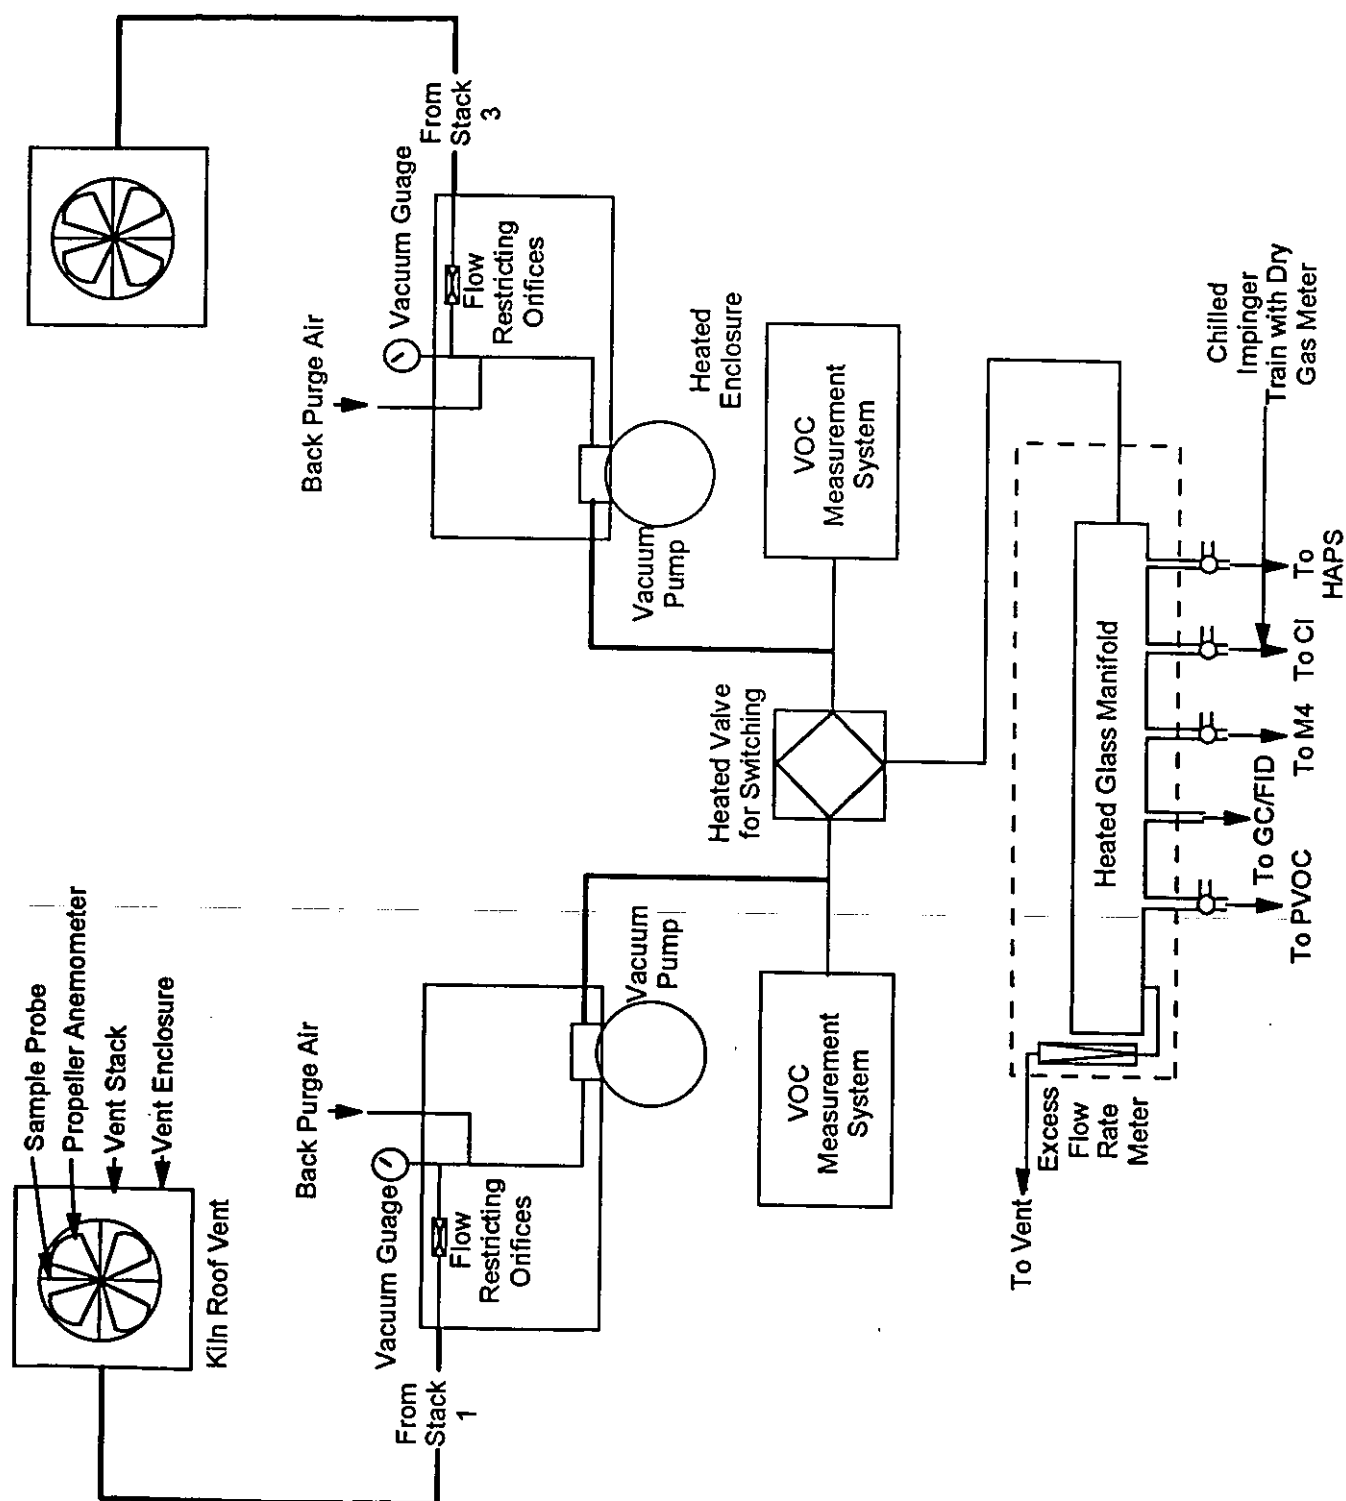 Sample Probe
Propeller Anemometer
Vent Stack
Vent Enclosure
Kiln Roof Vent
From
Stack
1
Vacuum Guage
Back Purge Air
Flow
Restricting
Orifices
Vacuum
Pump
VOC
Measurement
System
Heated Valve
for Switching
From
Stack
3
Vacuum Guage
Back Purge Air
Flow
Restricting
Orifices
Vacuum
Pump
Heated
Enclosure
VOC
Measurement
System
To Vent
Excess
Flow
Rate
Meter
Heated Glass Manifold
To PVOC
To GC/FID
To M4
To CI
To
HAPS
Chilled
Impinger
Train with Dry
Gas Meter